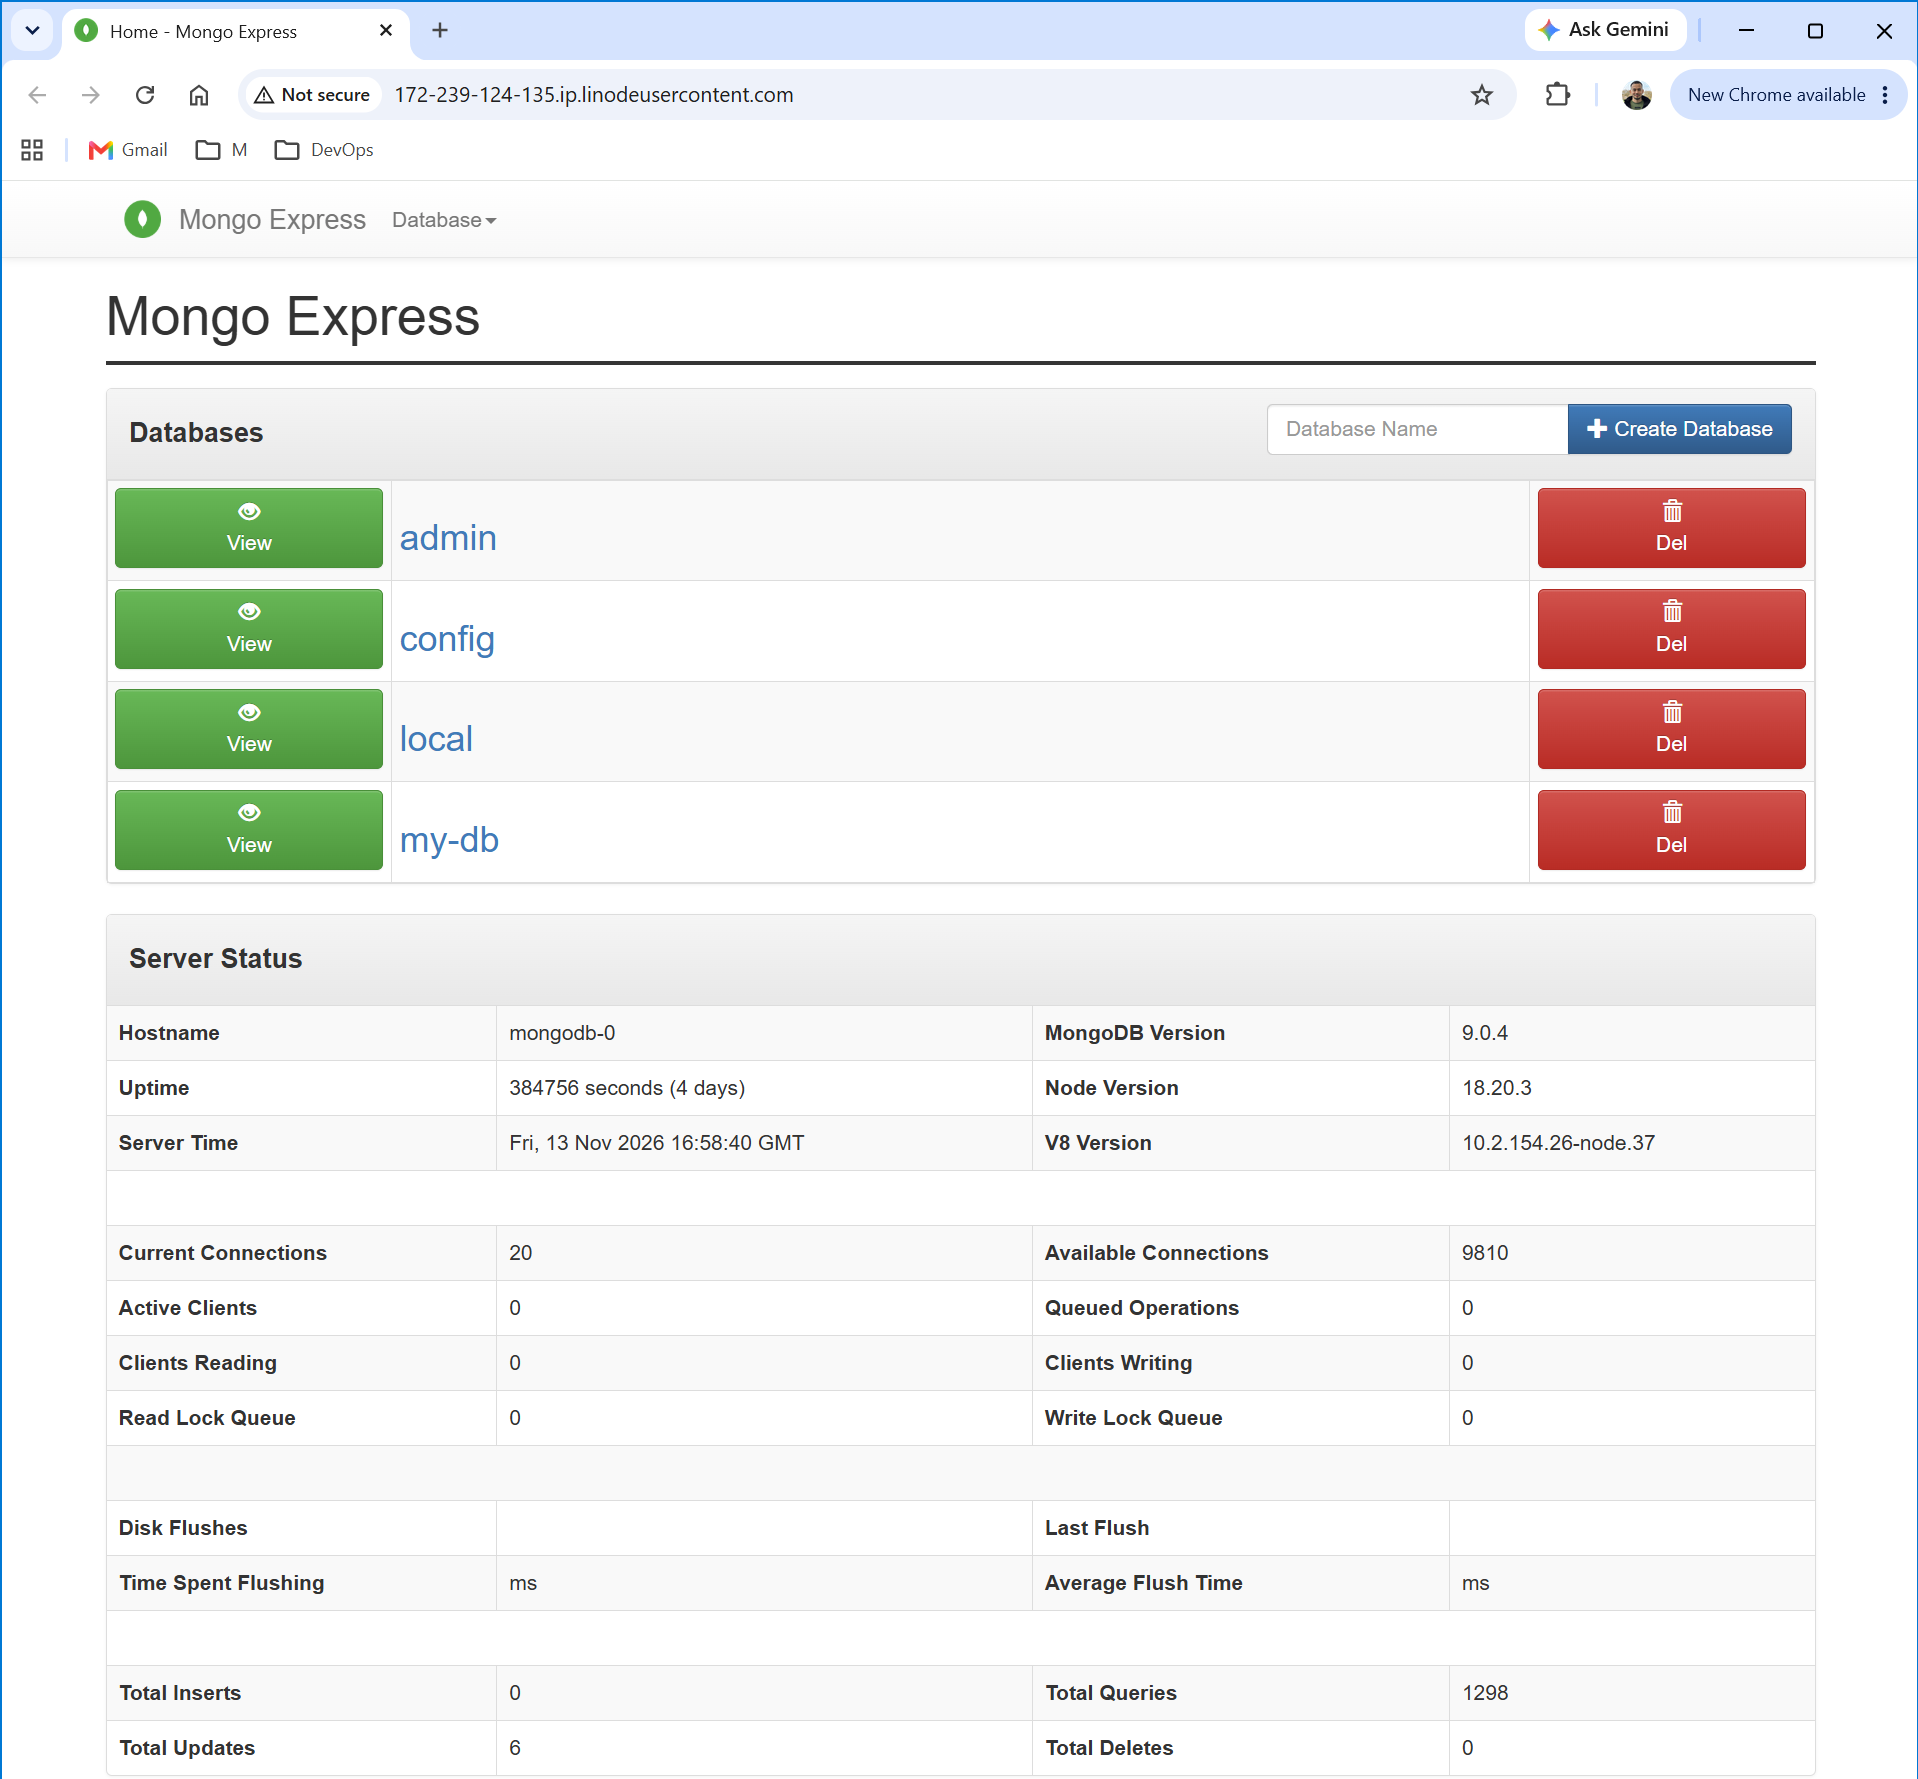 Home - Mongo Express
Ask Gemini
Not secure 172-239-124-135.ip.linodeusercontent.com
New Chrome available
Gmail M DevOps
Mongo Express Database
Mongo Express
Databases
Database Name
Create Database
View admin Del
View config Del
View local Del
View my-db Del
Server Status
Hostname mongodb-0 MongoDB Version 9.0.4
Uptime 384756 seconds (4 days) Node Version 18.20.3
Server Time Fri, 13 Nov 2026 16:58:40 GMT V8 Version 10.2.154.26-node.37
Current Connections 20 Available Connections 9810
Active Clients 0 Queued Operations 0
Clients Reading 0 Clients Writing 0
Read Lock Queue 0 Write Lock Queue 0
Disk Flushes Last Flush
Time Spent Flushing ms Average Flush Time ms
Total Inserts 0 Total Queries 1298
Total Updates 6 Total Deletes 0